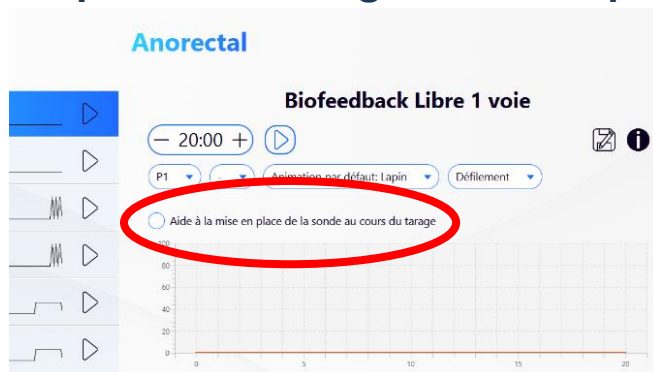 Anorectal
Biofeedback Libre 1 voie
− 20:00 +
P1 - Animation par défaut: Lapin Défilement
Aide à la mise en place de la sonde au cours du tarage
100
80
60
40
20
0
0 5 10 15 20